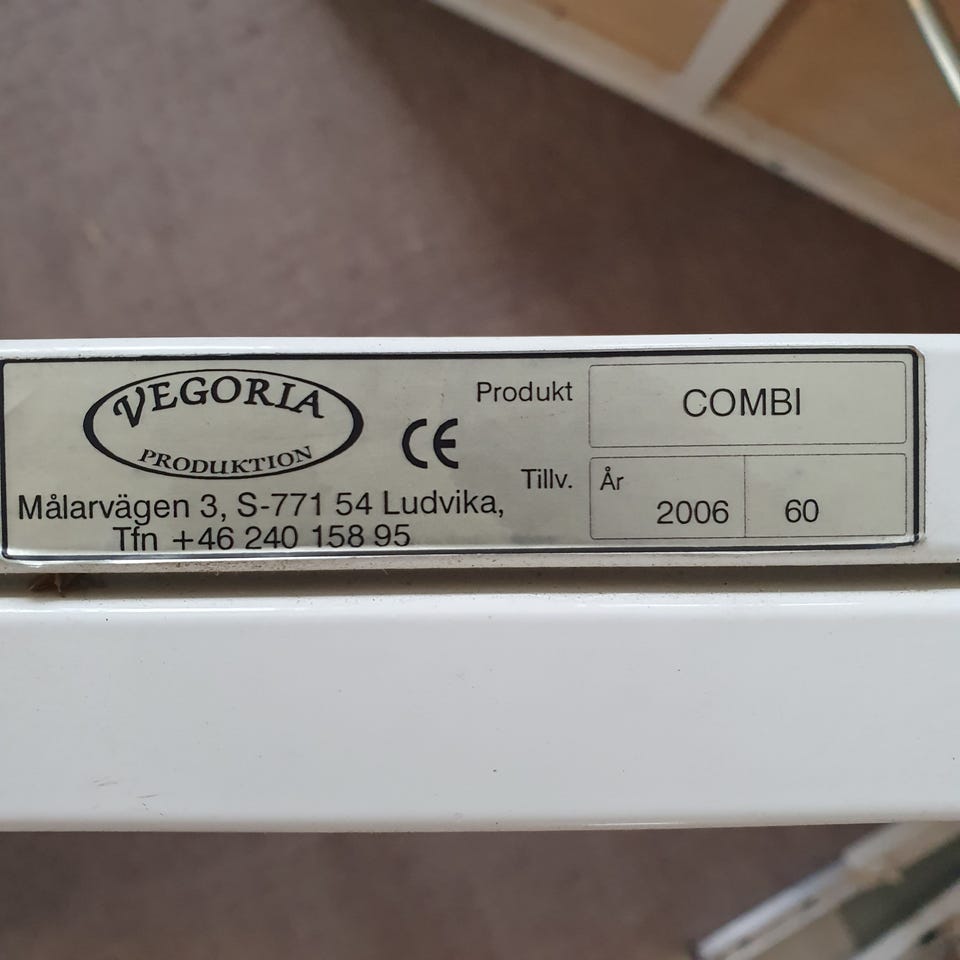 VEGORIA
PRODUKTION
CE
Målarvägen 3, S-771 54 Ludvika,
Tfn +46 240 158 95
Produkt COMBI
Tillv. År 2006 60